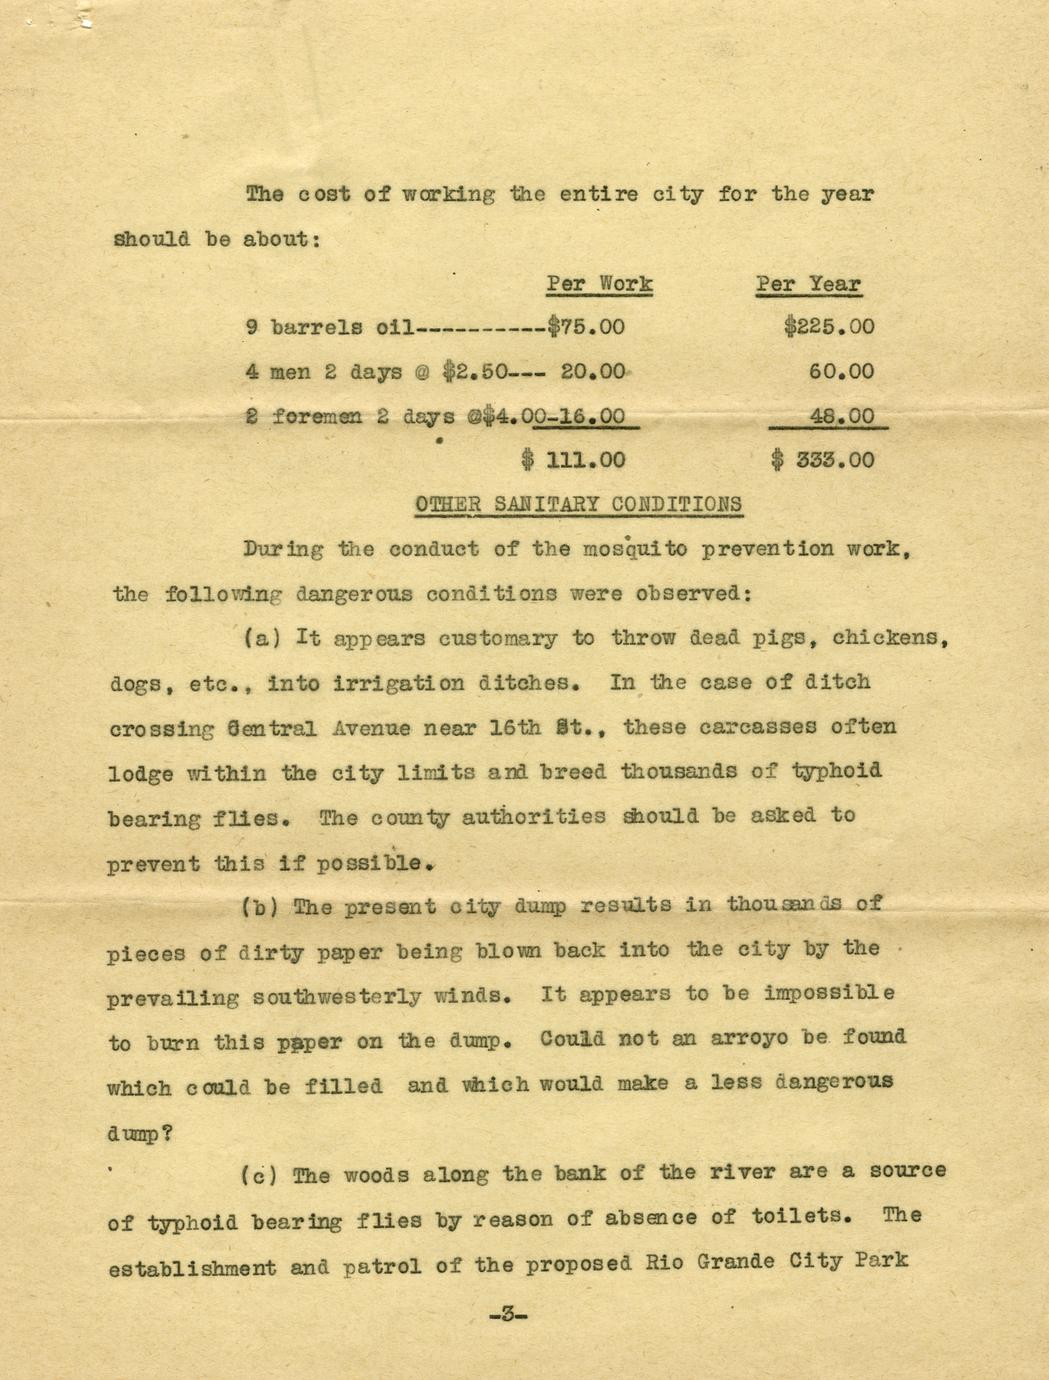 The cost of working the entire city for the year
should be about:
Per Work Per Year
9 barrels oil----------$75.00 $225.00
4 men 2 days @ $2.50--- 20.00 60.00
2 foremen 2 days @$4.00-16.00 48.00
$ 111.00 $ 333.00
OTHER SANITARY CONDITIONS
During the conduct of the mosquito prevention work,
the following dangerous conditions were observed:
(a) It appears customary to throw dead pigs, chickens,
dogs, etc., into irrigation ditches. In the case of ditch
crossing Central Avenue near 16th St., these carcasses often
lodge within the city limits and breed thousands of typhoid
bearing flies. The county authorities should be asked to
prevent this if possible.
(b) The present city dump results in thousands of
pieces of dirty paper being blown back into the city by the
prevailing southwesterly winds. It appears to be impossible
to burn this paper on the dump. Could not an arroyo be found
which could be filled and which would make a less dangerous
dump?
(c) The woods along the bank of the river are a source
of typhoid bearing flies by reason of absence of toilets. The
establishment and patrol of the proposed Rio Grande City Park
-3-